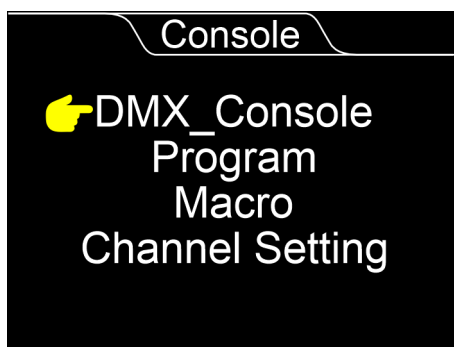 Console
DMX_Console
Program
Macro
Channel Setting